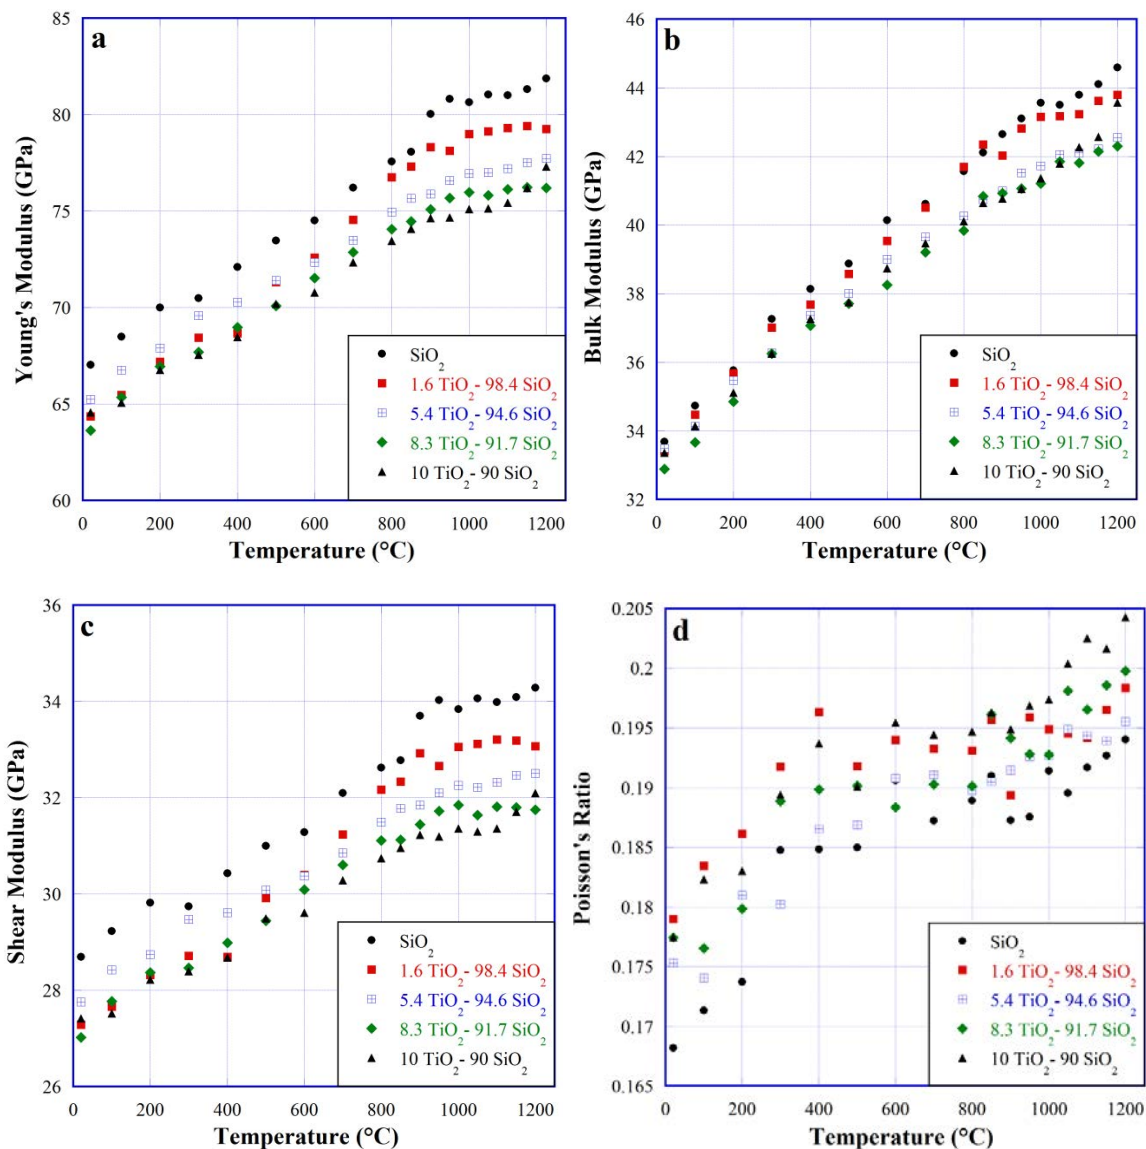 a
85
80
75
70
65
60
Young's Modulus (GPa)
SiO₂
1.6 TiO₂- 98.4 SiO₂
5.4 TiO₂- 94.6 SiO₂
8.3 TiO₂- 91.7 SiO₂
10 TiO₂- 90 SiO₂
0 200 400 600 800 1000 1200
Temperature (°C)
b
46
44
42
40
38
36
34
32
Bulk Modulus (GPa)
SiO₂
1.6 TiO₂- 98.4 SiO₂
5.4 TiO₂- 94.6 SiO₂
8.3 TiO₂- 91.7 SiO₂
10 TiO₂- 90 SiO₂
0 200 400 600 800 1000 1200
Temperature (°C)
c
36
34
32
30
28
26
Shear Modulus (GPa)
SiO₂
1.6 TiO₂- 98.4 SiO₂
5.4 TiO₂- 94.6 SiO₂
8.3 TiO₂- 91.7 SiO₂
10 TiO₂- 90 SiO₂
0 200 400 600 800 1000 1200
Temperature (°C)
d
0.205
0.2
0.195
0.19
0.185
0.18
0.175
0.17
0.165
Poisson's Ratio
SiO₂
1.6 TiO₂- 98.4 SiO₂
5.4 TiO₂- 94.6 SiO₂
8.3 TiO₂- 91.7 SiO₂
10 TiO₂- 90 SiO₂
0 200 400 600 800 1000 1200
Temperature (°C)